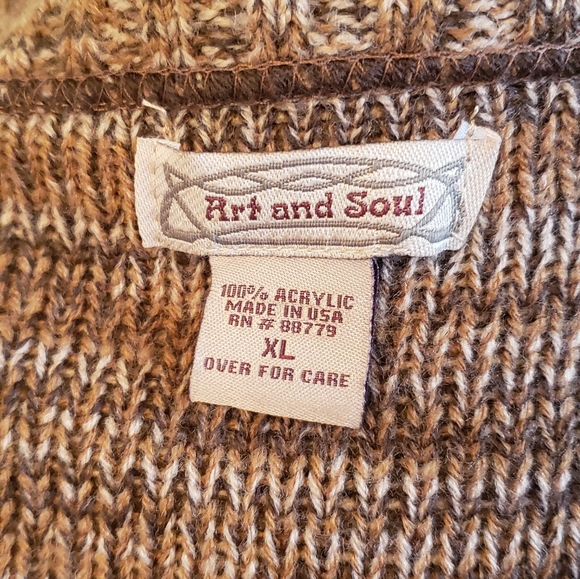 Art and Soul
100% ACRYLIC
MADE IN USA
RN # 88779
XL
OVER FOR CARE